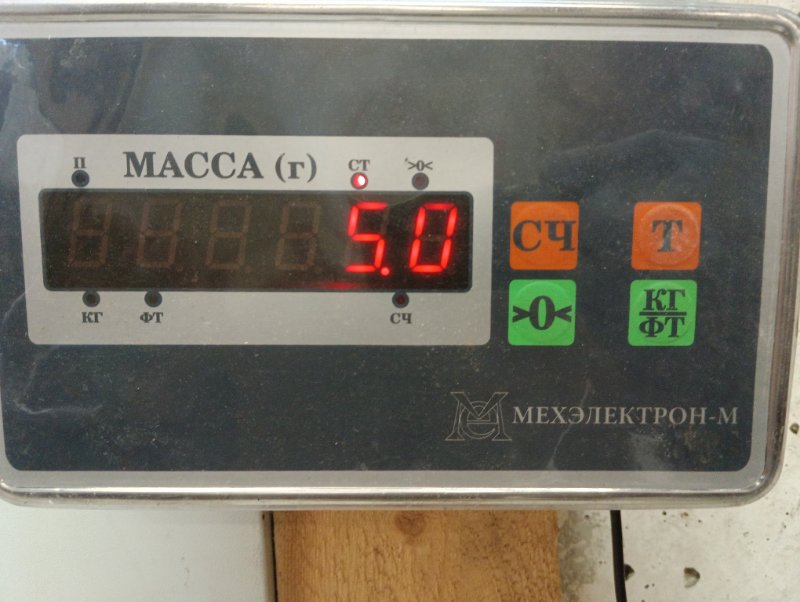 П МАССА (г) СТ >0<
5.0
КГ ФТ СЧ
СЧ Т
>0< КГ
ФТ
МЕХЭЛЕКТРОН-М